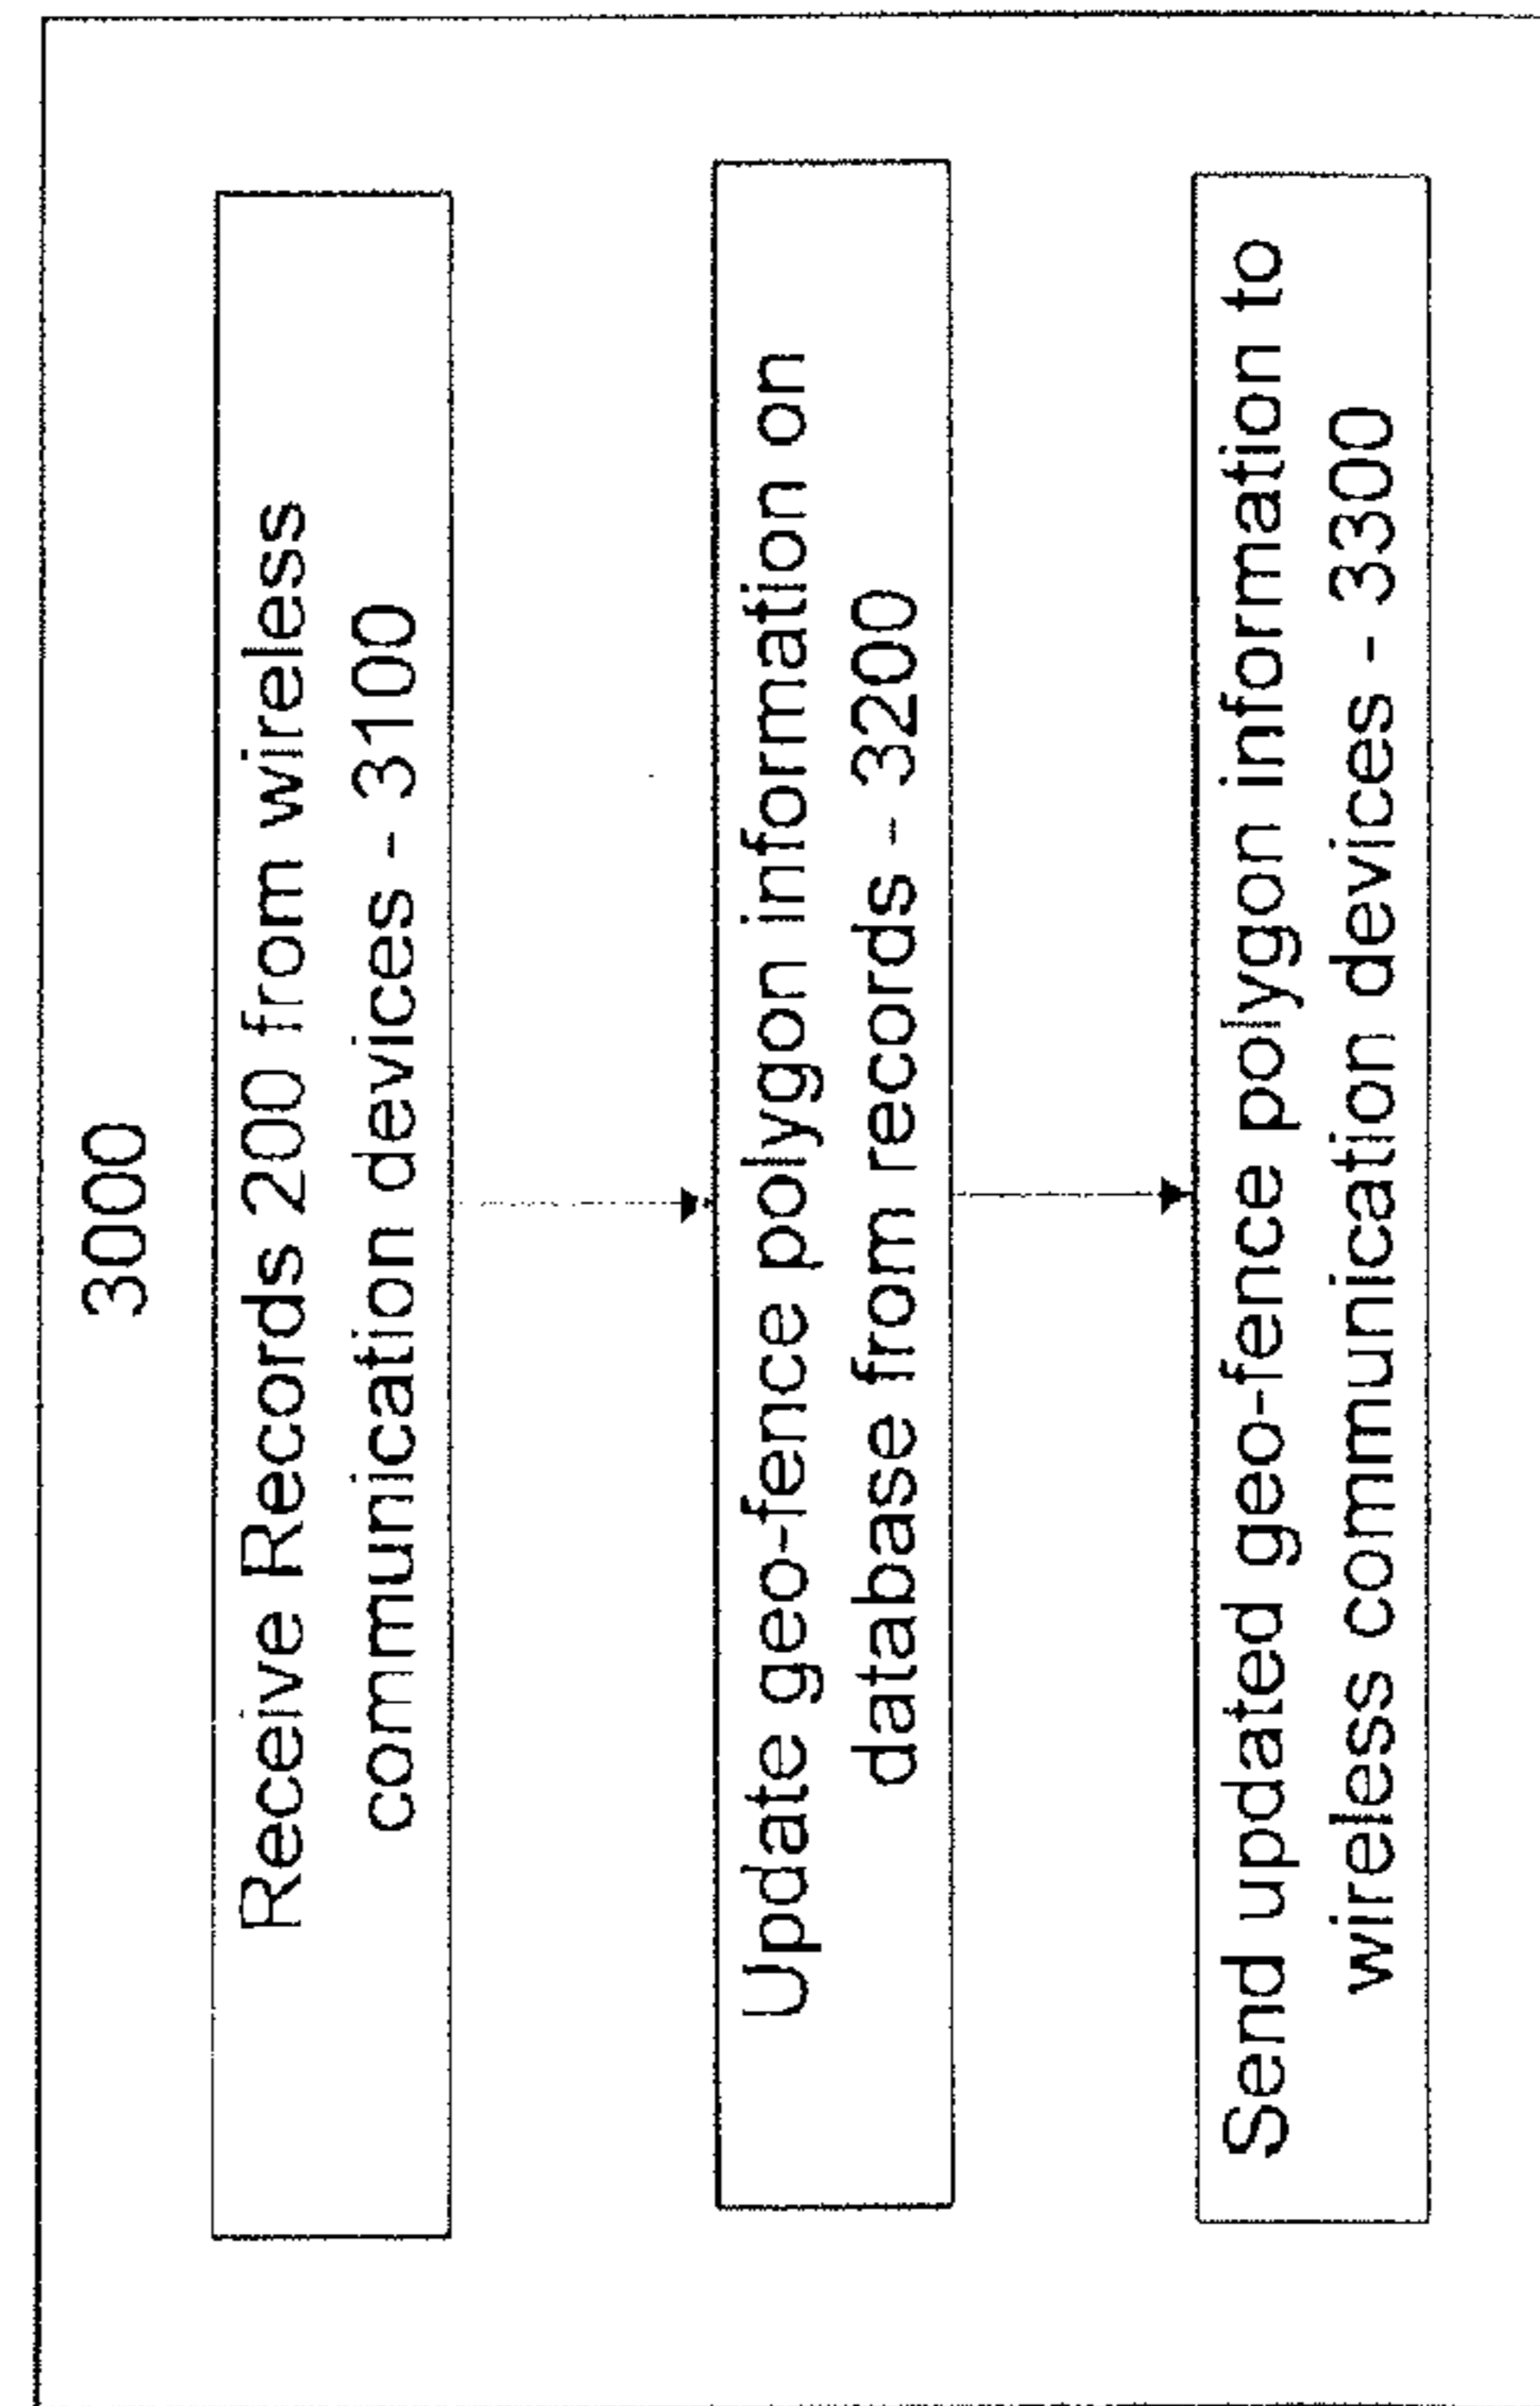 3000
Receive Records 200 from wireless
communication devices - 3100
Update geo-fence polygon information on
database from records - 3200
Send updated geo-fence polygon information to
wireless communication devices - 3300